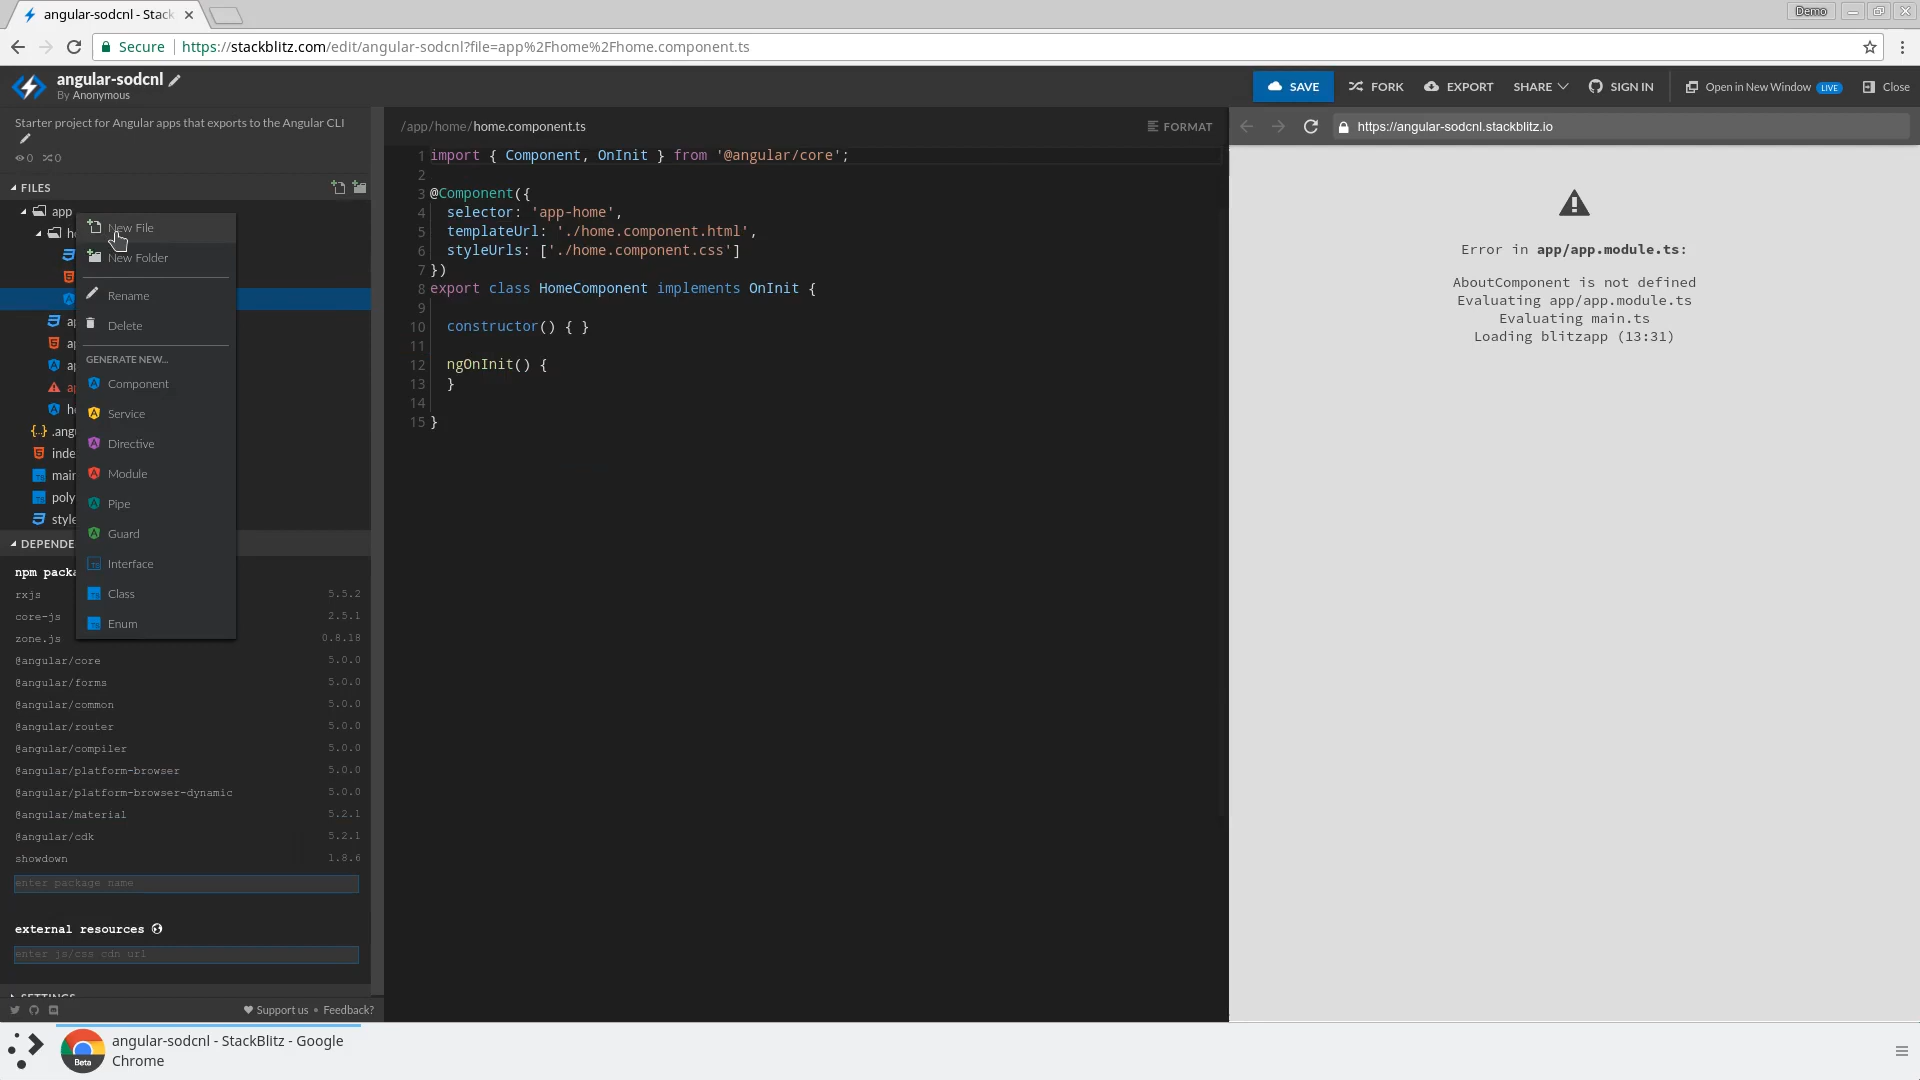 angular-sodcnl - Stack
Demo
Secure
https://stackblitz.com/edit/angular-sodcnl?file=app%2Fhome%2Fhome.component.ts
angular-sodcnl
By Anonymous
SAVE
FORK
EXPORT
SHARE
SIGN IN
Open in New Window LIVE
Close
Starter project for Angular apps that exports to the Angular CLI
0 0
FILES
app
New File
New Folder
Rename
Delete
GENERATE NEW...
Component
Service
Directive
Module
Pipe
Guard
Interface
Class
Enum
DEPENDE
npm packa
rxjs 5.5.2
core-js 2.5.1
zone.js 0.8.18
@angular/core 5.0.0
@angular/forms 5.0.0
@angular/common 5.0.0
@angular/router 5.0.0
@angular/compiler 5.0.0
@angular/platform-browser 5.0.0
@angular/platform-browser-dynamic 5.0.0
@angular/material 5.2.1
@angular/cdk 5.2.1
showdown 1.8.6
enter package name
external resources
enter js/css cdn url
SETTINGS
Support us • Feedback?
/app/home/home.component.ts
FORMAT
1 import { Component, OnInit } from '@angular/core';
2
3 @Component({
4 selector: 'app-home',
5 templateUrl: './home.component.html',
6 styleUrls: ['./home.component.css']
7 })
8 export class HomeComponent implements OnInit {
9
10 constructor() { }
11
12 ngOnInit() {
13 }
14
15 }
https://angular-sodcnl.stackblitz.io
Error in app/app.module.ts:
AboutComponent is not defined
Evaluating app/app.module.ts
Evaluating main.ts
Loading blitzapp (13:31)
Beta
angular-sodcnl - StackBlitz - Google
Chrome